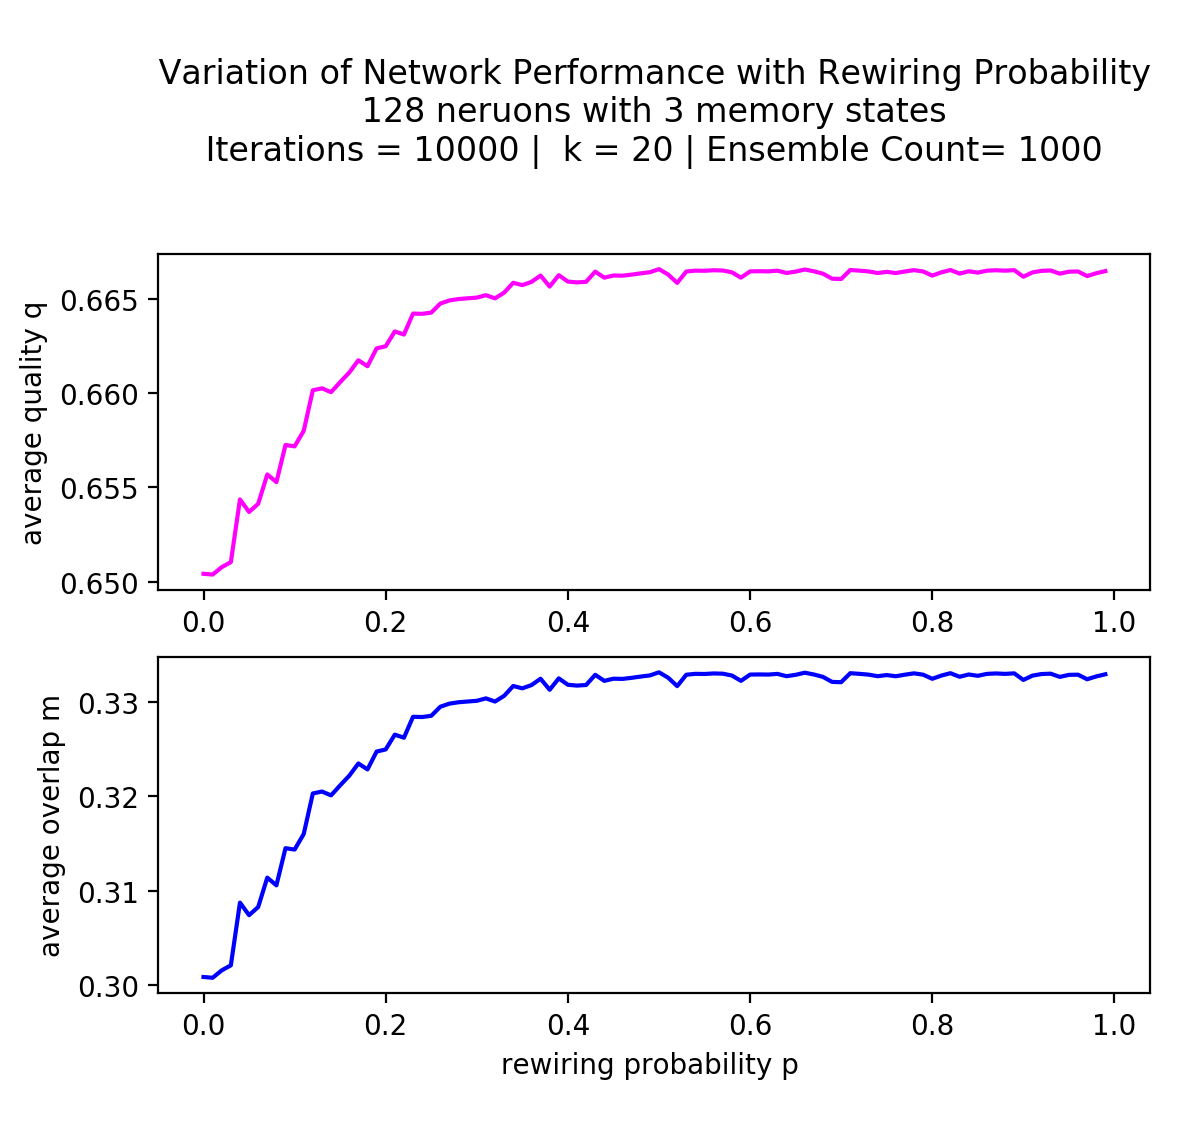 Variation of Network Performance with Rewiring Probability
128 neruons with 3 memory states
Iterations = 10000 |  k = 20 | Ensemble Count= 1000
average quality q
0.665
0.660
0.655
0.650
0.0 0.2 0.4 0.6 0.8 1.0
average overlap m
0.33
0.32
0.31
0.30
0.0 0.2 0.4 0.6 0.8 1.0
rewiring probability p